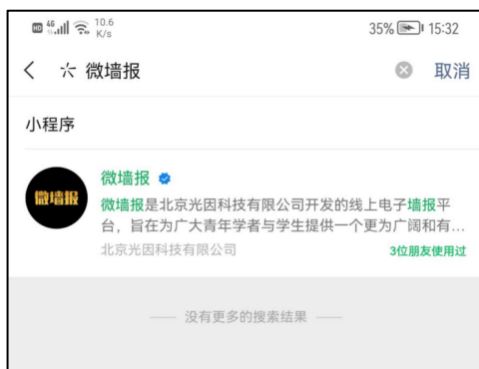 HD 46 10.6 K/s 35% 15:32
微墙报 取消
小程序
微墙报
微墙报
微墙报是北京光因科技有限公司开发的线上电子墙报平
台，旨在为广大青年学者与学生提供一个更为广阔和有...
北京光因科技有限公司 3位朋友使用过
没有更多的搜索结果